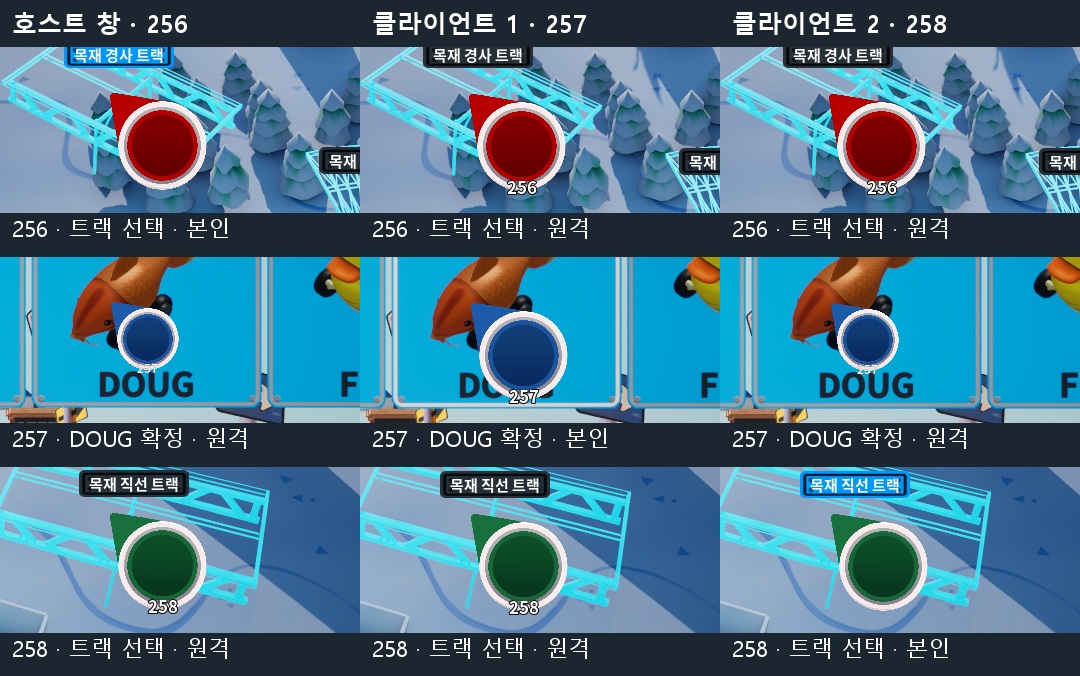 호스트 창 · 256
클라이언트 1 · 257
클라이언트 2 · 258
목재 경사 트랙
목재 경사 트랙
목재 경사 트랙
목재
목재
목재
256
256
256 · 트랙 선택 · 본인
256 · 트랙 선택 · 원격
256 · 트랙 선택 · 원격
257
DOUG
F
257
DO
F
257
DOUG
F
257 · DOUG 확정 · 원격
257 · DOUG 확정 · 본인
257 · DOUG 확정 · 원격
목재 직선 트랙
목재 직선 트랙
목재 직선 트랙
258
258
258 · 트랙 선택 · 원격
258 · 트랙 선택 · 원격
258 · 트랙 선택 · 본인